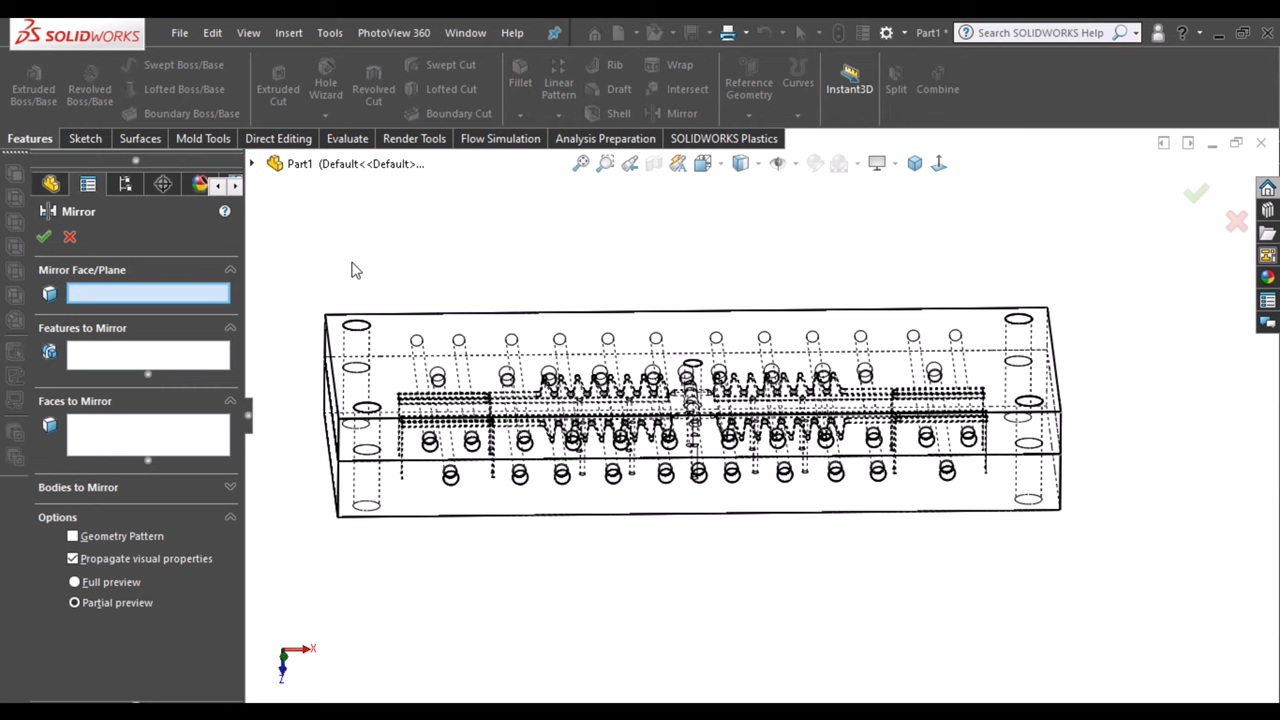 SOLIDWORKS File Edit View Insert Tools PhotoView 360 Window Help Part1 * Search SOLIDWORKS Help ?
Extruded Boss/Base
Revolved Boss/Base
Swept Boss/Base
Lofted Boss/Base
Boundary Boss/Base
Extruded Cut
Hole Wizard
Revolved Cut
Swept Cut
Lofted Cut
Boundary Cut
Fillet
Linear Pattern
Rib
Draft
Shell
Wrap
Intersect
Mirror
Reference Geometry
Curves
Instant3D
Split
Combine
Features Sketch Surfaces Mold Tools Direct Editing Evaluate Render Tools Flow Simulation Analysis Preparation SOLIDWORKS Plastics
Part1 (Default<<Default>...
Mirror ?
Mirror Face/Plane
Features to Mirror
Faces to Mirror
Bodies to Mirror
Options
Geometry Pattern
Propagate visual properties
Full preview
Partial preview
X
Z